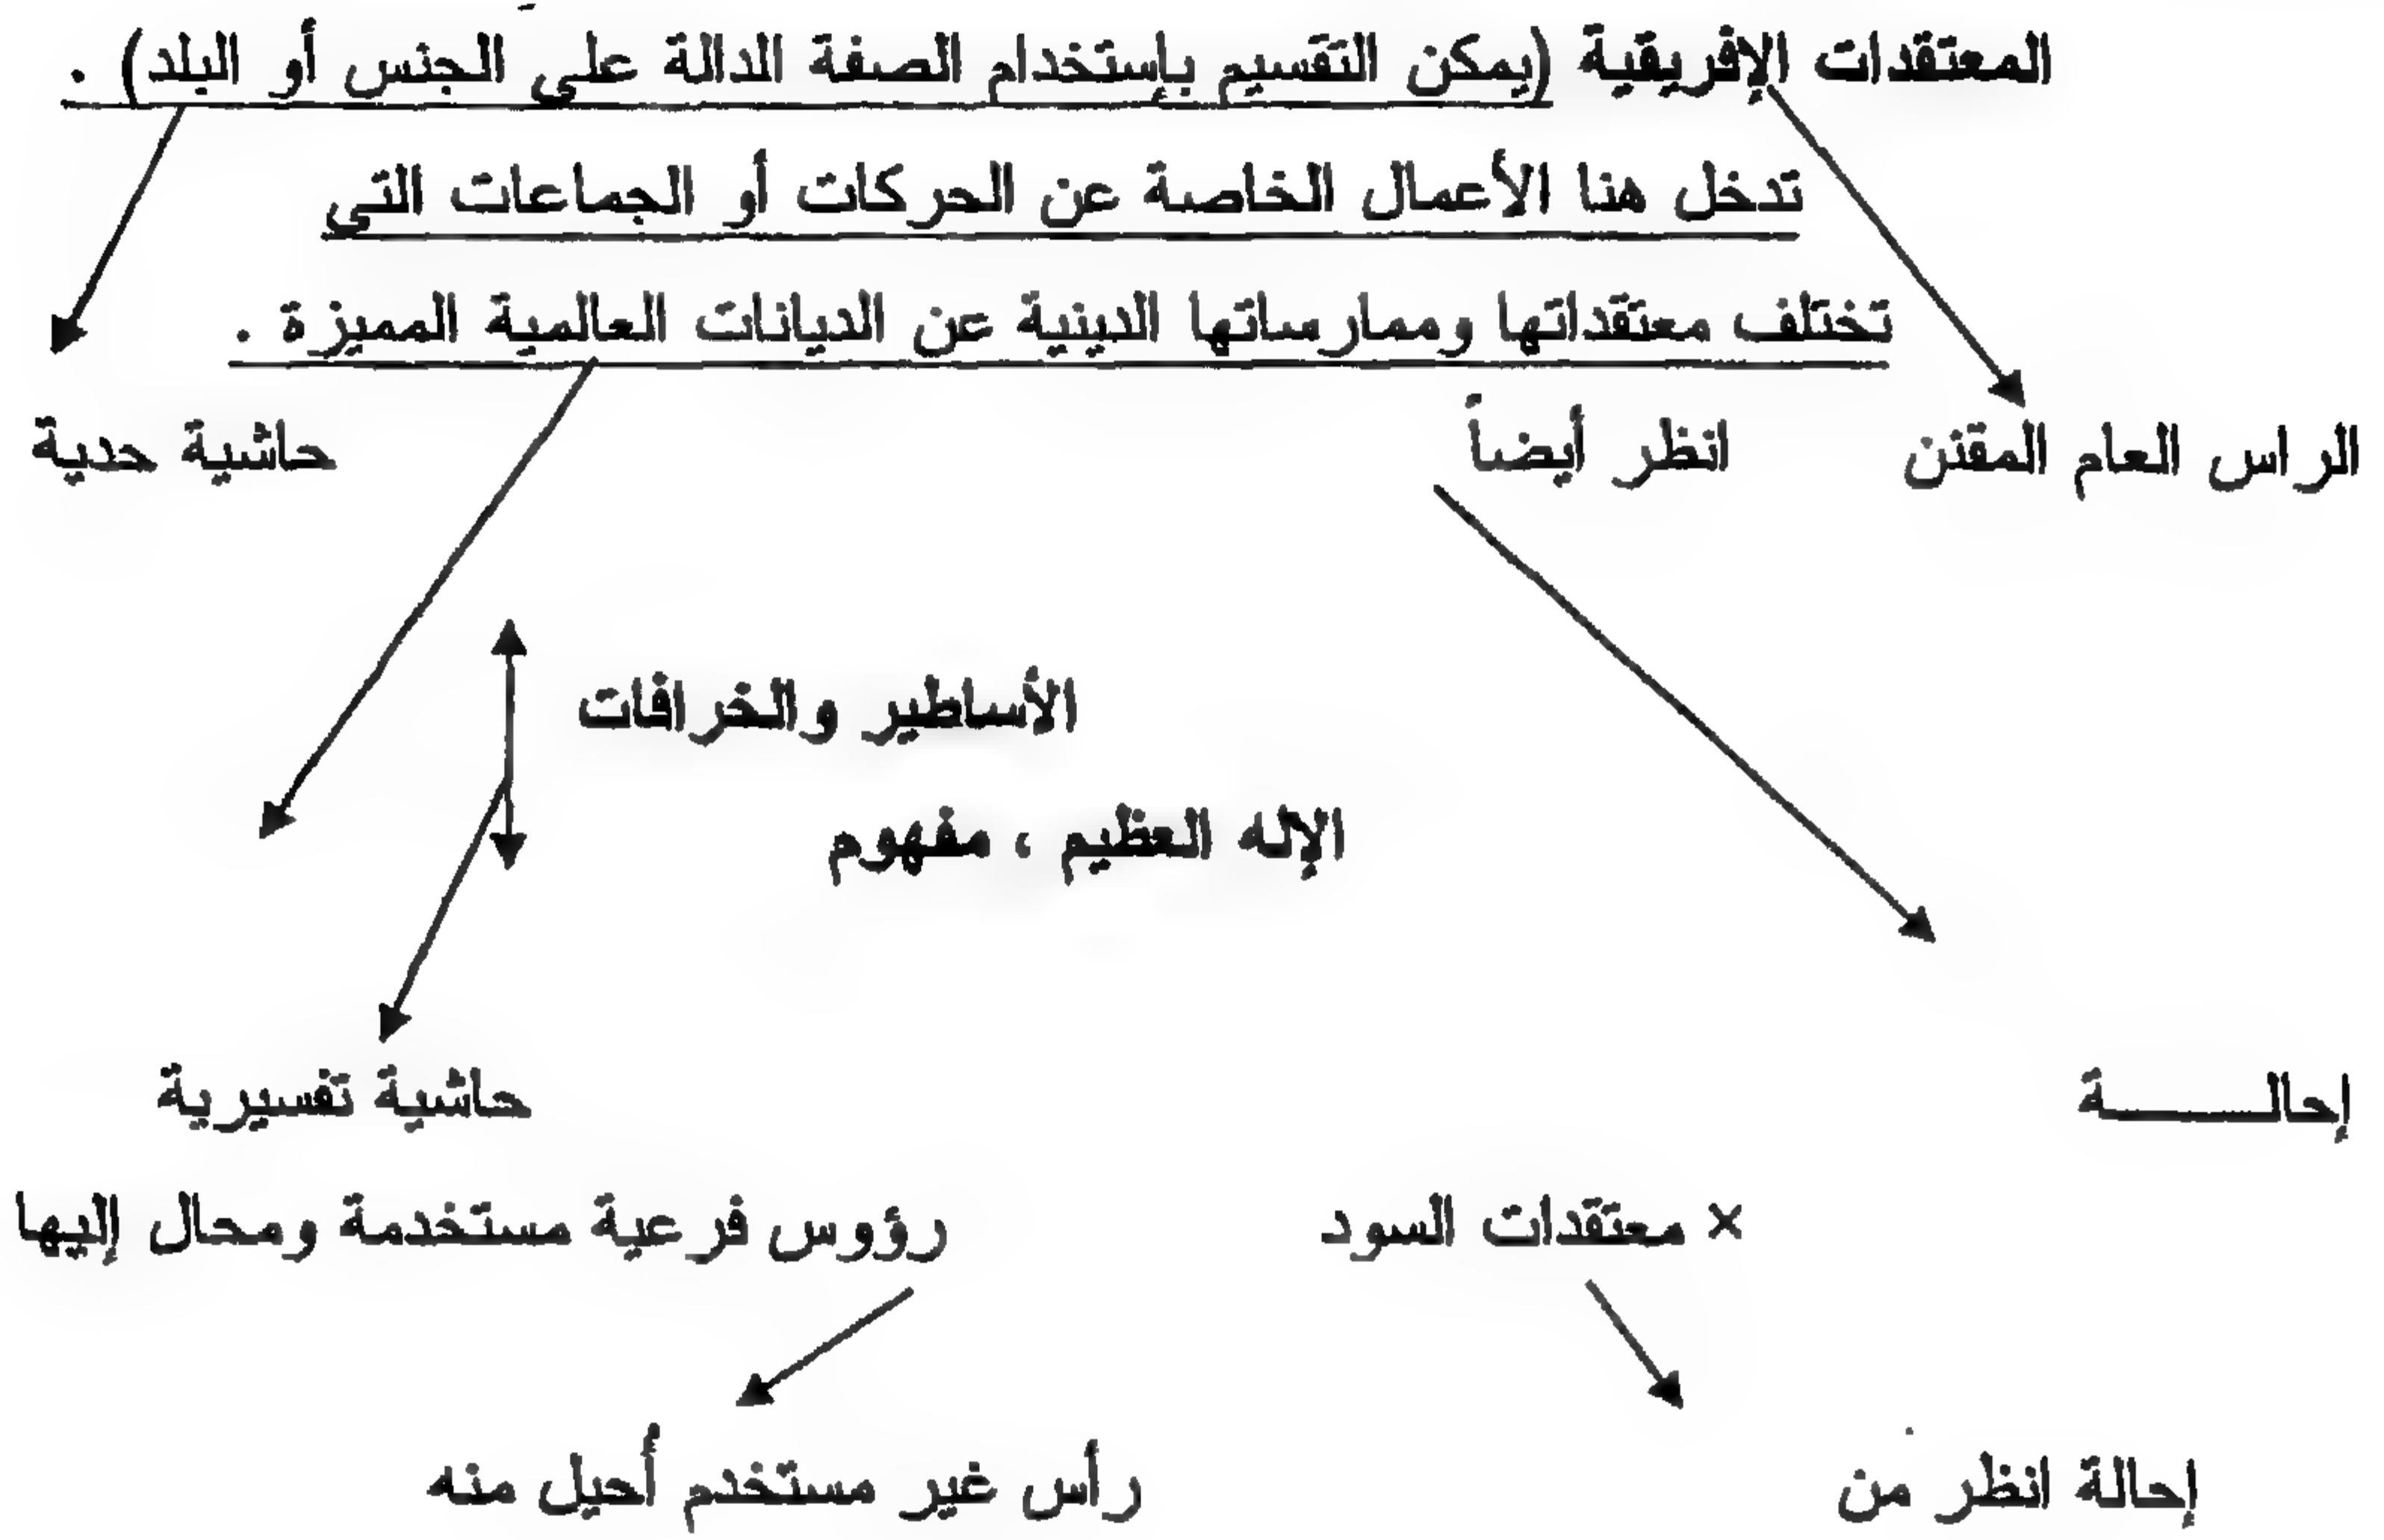 المعتقدات الإفريقية (يمكن التقسيم بإستخدام الصفة الدالة على الجنس أو البلد) .
تدخل هنا الأعمال الخاصة عن الحركات أو الجماعات التي
تختلف معتقداتها وممارساتها الدينية عن الديانات العالمية المميزة .
الراس العام المقنن انظر أيضاً حاشية حدية
الأساطير والخرافات
الإله العظيم ، مفهوم
إحالـــــــة حاشية تفسيرية
× معتقدات السود رؤوس فرعية مستخدمة ومحال إليها
إحالة انظر من رأس غير مستخدم أحيل منه